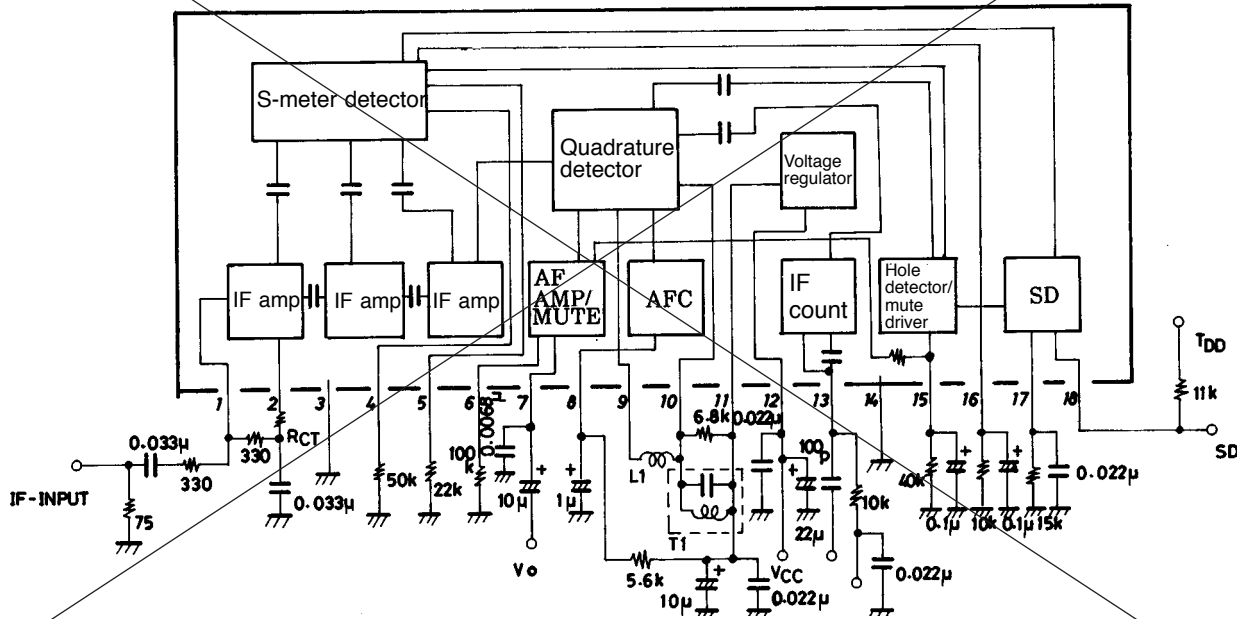 S-meter detector
Quadrature
detector
Voltage
regulator
IF amp
IF amp
IF amp
AF
AMP/
MUTE
AFC
IF
count
Hole
detector/
mute
driver
SD
1
2
3
4
5
6
7
8
9
10
11
12
13
14
15
16
17
18
TDD
11k
SD
RCT
330
0.033μ
330
IF-INPUT
75
0.033μ
50k
22k
100
k
0.0068
μ
10μ
Vo
1μ
L1
6.8k
0.022μ
T1
5.6k
10μ
0.022μ
VCC
22μ
100
p
10k
0.022μ
40k
0.1μ
10k
0.1μ
15k
0.022μ